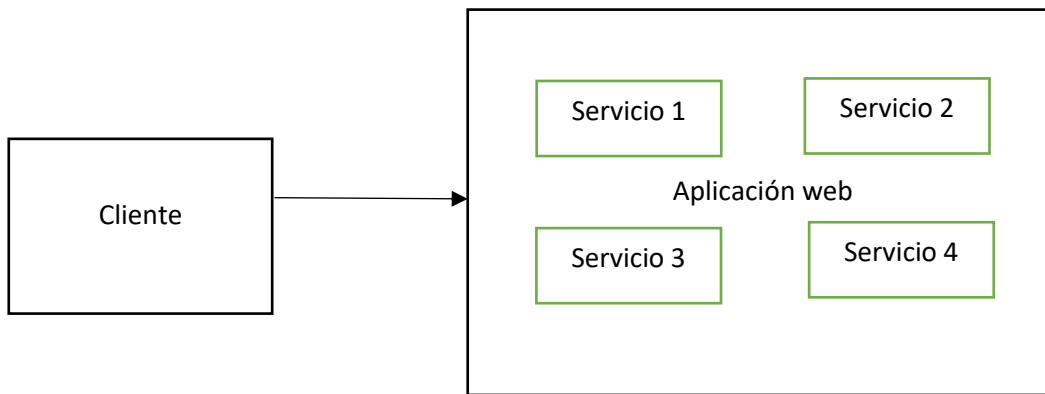 Servicio 1
Servicio 2
Cliente
Aplicación web
Servicio 3
Servicio 4